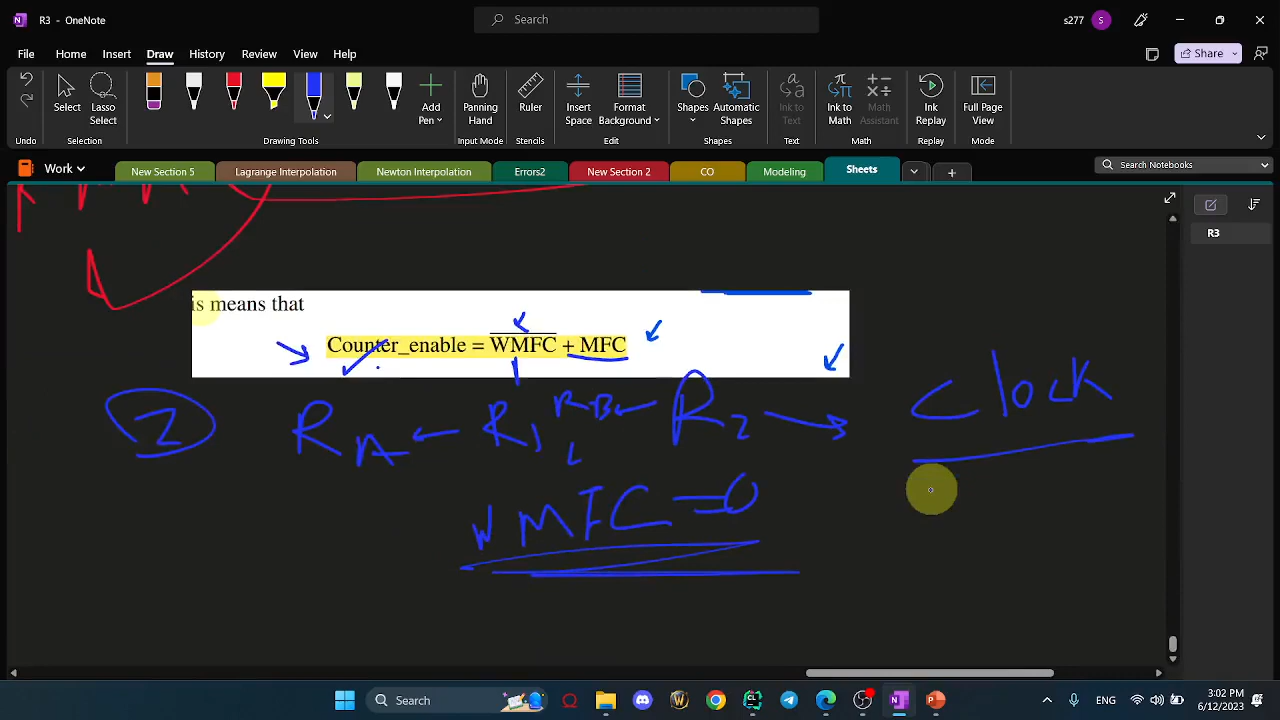 R3 - OneNote
Search
s277 S
File Home Insert Draw History Review View Help
Share
Undo
Select
Lasso Select
Add Pen
Panning Mode
Ruler
Insert Space
Format Background
Shapes
Automatic Shapes
Ink to Text
Ink to Math
Math Assistant
Ink Replay
Full Page View
Undo Selection Drawing Tools Input Mode Stencils Edit Shapes Text Math Replay Mode
Work New Section 5 Lagrange Interpolation Newton Interpolation Errors2 New Section 2 CO Modeling Sheets
Search Notebooks
R3
is means that
Counter_enable = WMFC + MFC
2 RA ← R1 RB ← R2 → clock
WMFC = 0
Search
ENG
3:02 PM
6/12/2023